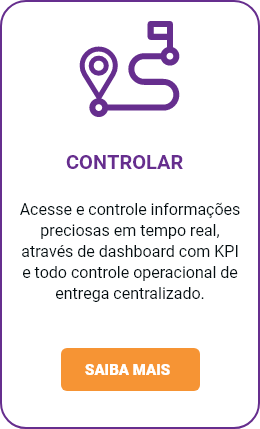 CONTROLAR
Acesse e controle informações
preciosas em tempo real,
através de dashboard com KPI
e todo controle operacional de
entrega centralizado.
SAIBA MAIS